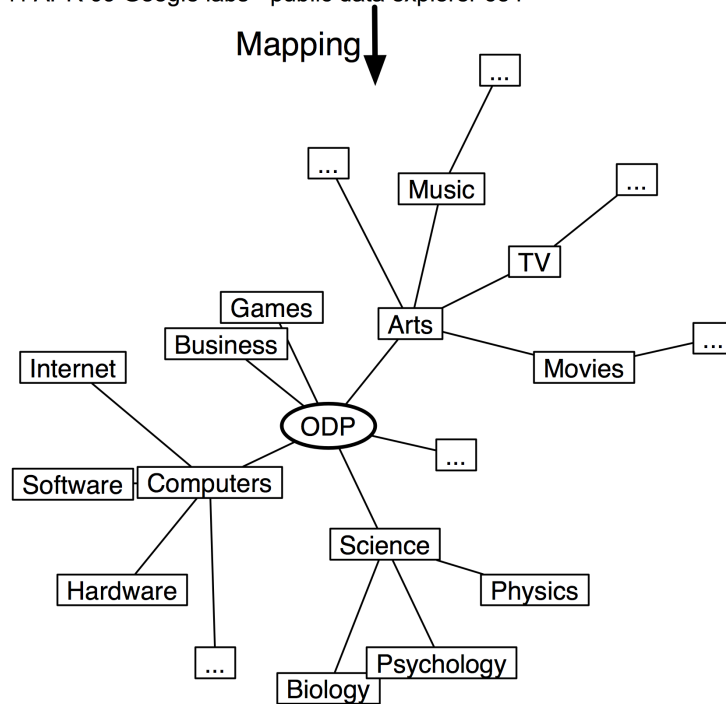 Mapping
...
...
Music
...
TV
Games
Arts
Business
...
Internet
Movies
ODP
...
Software
Computers
Science
Hardware
Physics
...
Psychology
Biology